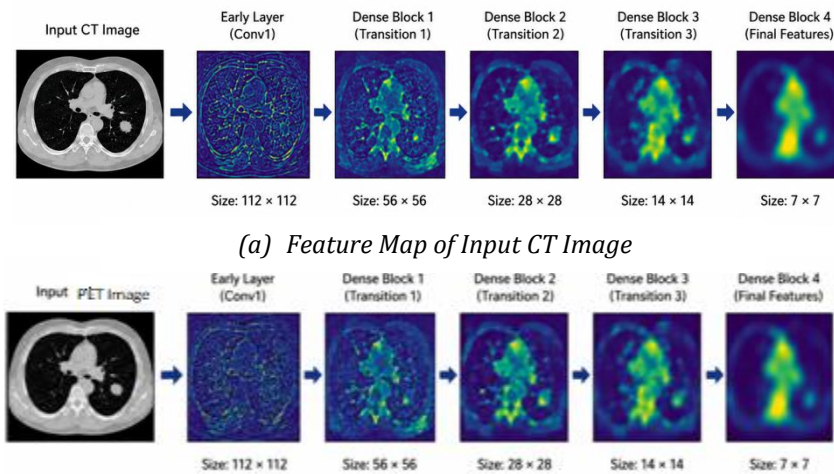 Input CT Image
Early Layer
(Conv1)
Dense Block 1
(Transition 1)
Dense Block 2
(Transition 2)
Dense Block 3
(Transition 3)
Dense Block 4
(Final Features)
Size: 112 × 112
Size: 56 × 56
Size: 28 × 28
Size: 14 × 14
Size: 7 × 7
(a) Feature Map of Input CT Image
Input PET Image
Early Layer
(Conv1)
Dense Block 1
(Transition 1)
Dense Block 2
(Transition 2)
Dense Block 3
(Transition 3)
Dense Block 4
(Final Features)
Size: 112 × 112
Size: 56 × 56
Size: 28 × 28
Size: 14 × 14
Size: 7 × 7